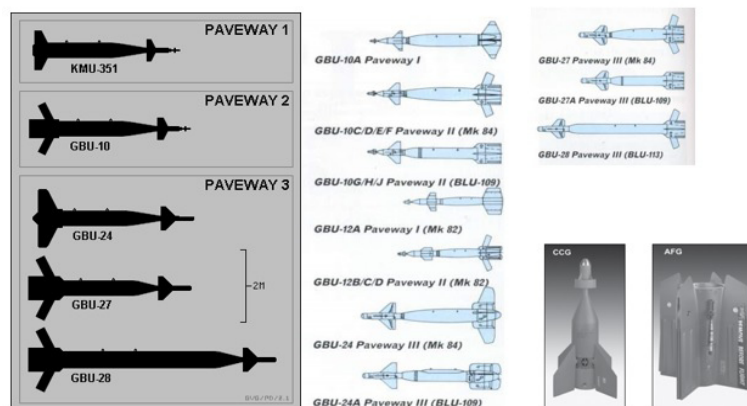 PAVEWAY 1
KMU-351
PAVEWAY 2
GBU-10
PAVEWAY 3
GBU-24
GBU-27
2M
GBU-28
GBU-10A Paveway I
GBU-10C/D/E/F Paveway II (Mk 84)
GBU-10G/H/J Paveway II (BLU-109)
GBU-12A Paveway I (Mk 82)
GBU-12B/C/D Paveway II (Mk 82)
GBU-24 Paveway III (Mk 84)
GBU-24A Paveway III (BLU-109)
GBU-27 Paveway III (Mk 84)
GBU-27A Paveway III (BLU-109)
GBU-28 Paveway III (BLU-113)
CCG
AFG